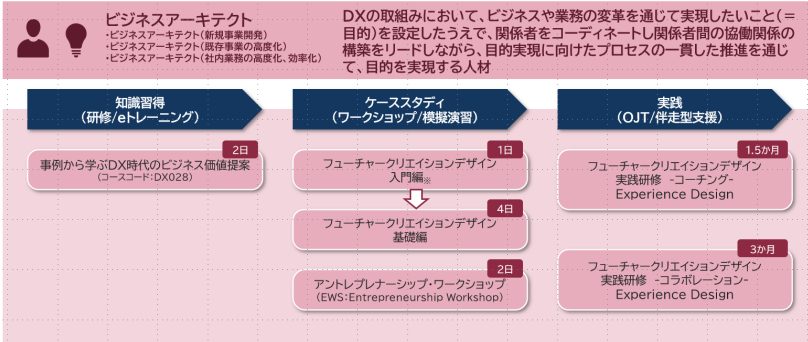 ビジネスアーキテクト
・ビジネスアーキテクト(新規事業開発)
・ビジネスアーキテクト(既存事業の高度化)
・ビジネスアーキテクト(社内業務の高度化、効率化)
DXの取組みにおいて、ビジネスや業務の変革を通じて実現したいこと(=
目的)を設定したうえで、関係者をコーディネートし関係者間の協働関係の
構築をリードしながら、目的実現に向けたプロセスの一貫した推進を通じ
て、目的を実現する人材
知識習得
(研修/eトレーニング)
2日
事例から学ぶDX時代のビジネス価値提案
(コースコード:DX028)
ケーススタディ
(ワークショップ/模擬演習)
1日
フューチャークリエイションデザイン
入門編※
4日
フューチャークリエイションデザイン
基礎編
2日
アントレプレナーシップ・ワークショップ
(EWS:Entrepreneurship Workshop)
実践
(OJT/伴走型支援)
1.5か月
フューチャークリエイションデザイン
実践研修 -コーチング-
Experience Design
3か月
フューチャークリエイションデザイン
実践研修 -コラボレーション-
Experience Design